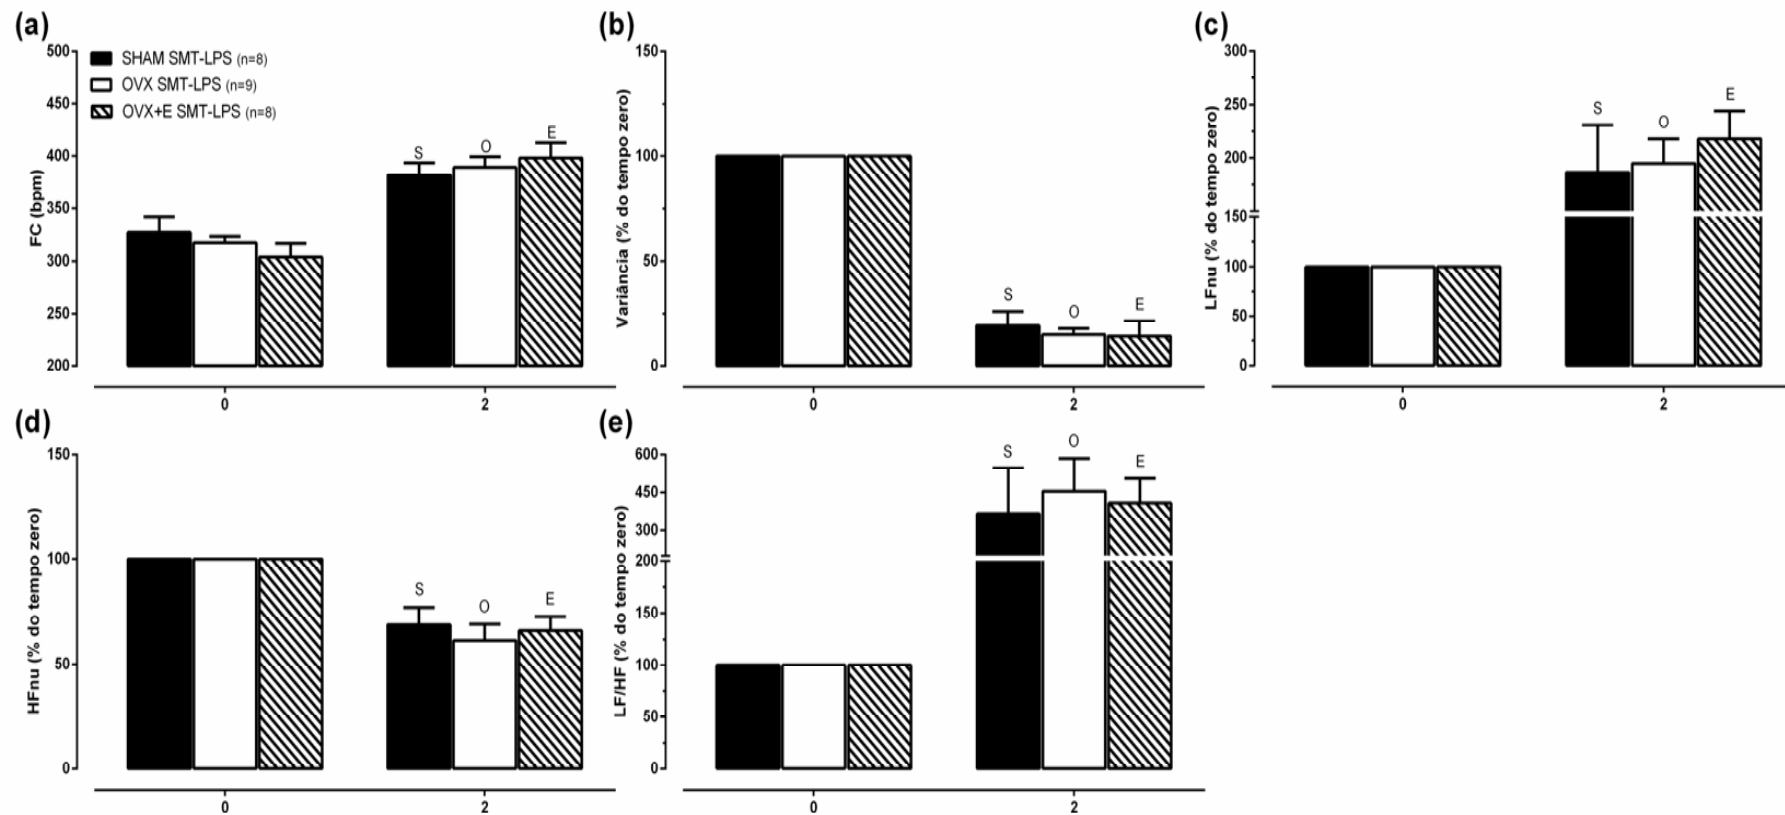 (a)
FC (bpm)
500
450
400
350
300
250
200
SHAM SMT-LPS (n=8)
OVX SMT-LPS (n=9)
OVX+E SMT-LPS (n=8)
S
O
E
0
2
(b)
Variância (% do tempo zero)
150
100
50
0
S
O
E
0
2
(c)
LFnu (% do tempo zero)
300
250
200
150
100
50
0
S
O
E
0
2
(d)
HFnu (% do tempo zero)
150
100
50
0
S
O
E
0
2
(e)
LF/HF (% do tempo zero)
600
450
300
200
150
100
50
0
S
O
E
0
2